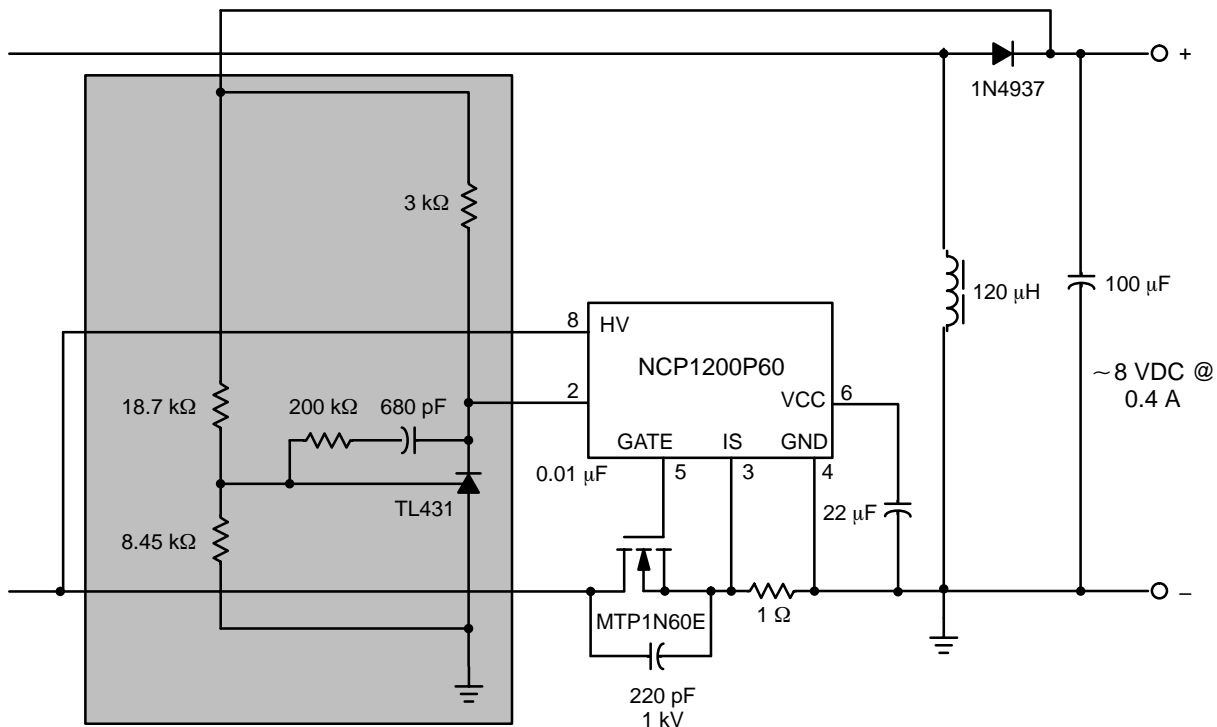 +
1N4937
3 kΩ
120 μH
100 μF
8
HV
NCP1200P60
~8 VDC @
0.4 A
18.7 kΩ
200 kΩ
680 pF
2
VCC
6
GATE
IS
GND
0.01 μF
5
3
4
TL431
22 μF
8.45 kΩ
MTP1N60E
1 Ω
–
220 pF
1 kV